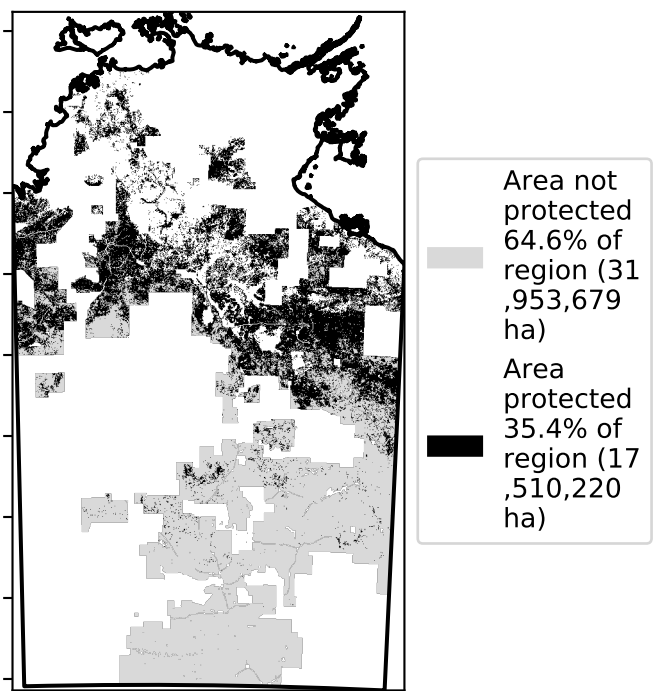 Area not
protected
64.6% of
region (31
,953,679
ha)
Area
protected
35.4% of
region (17
,510,220
ha)